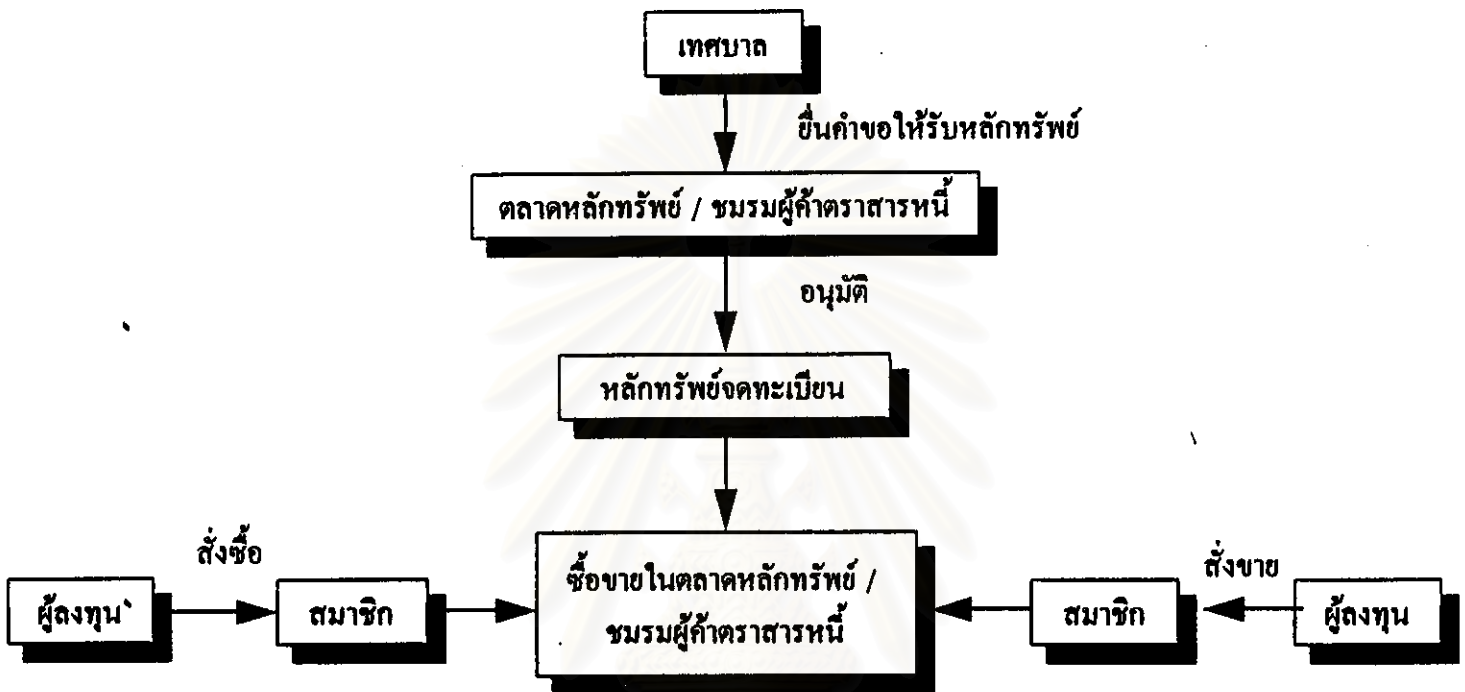 เทศบาล
ยื่นคำขอให้รับหลักทรัพย์
ตลาดหลักทรัพย์ / ชมรมผู้ค้าตราสารหนี้
อนุมัติ
หลักทรัพย์จดทะเบียน
สั่งซื้อ
ผู้ลงทุน
สมาชิก
ซื้อขายในตลาดหลักทรัพย์ /
ชมรมผู้ค้าตราสารหนี้
สั่งขาย
สมาชิก
ผู้ลงทุน